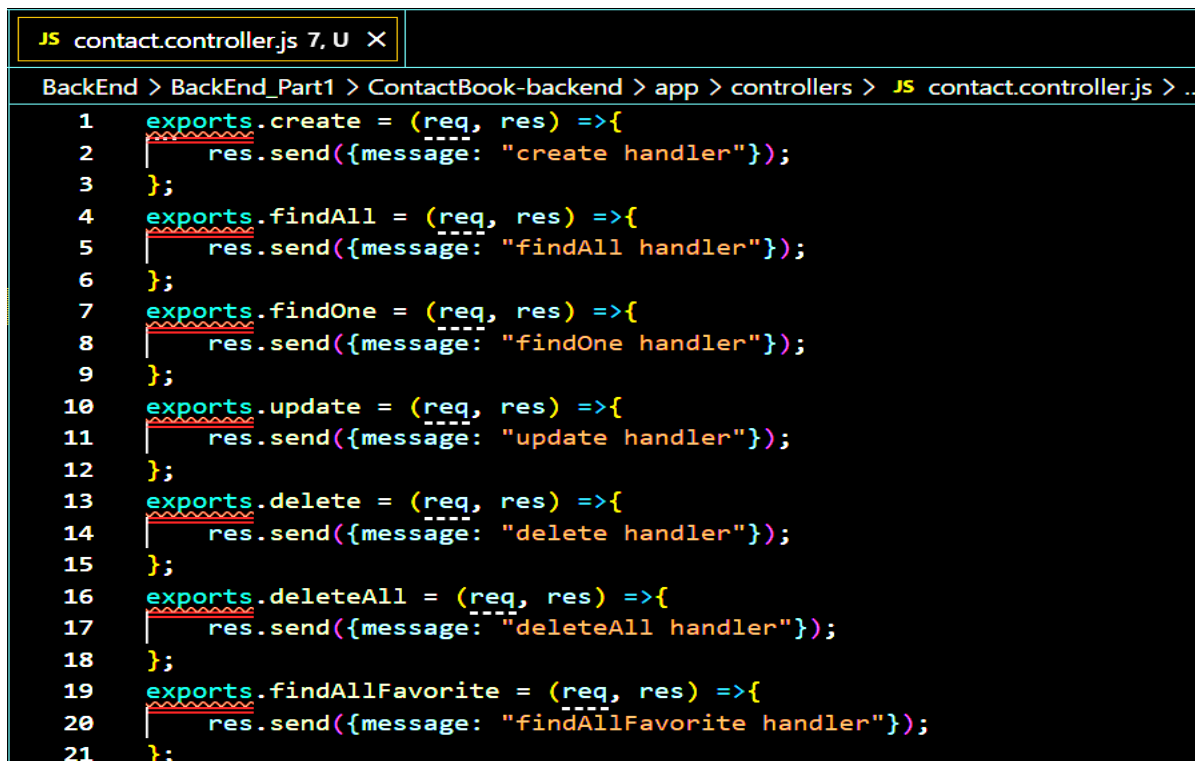 JS contact.controller.js 7, U ×
BackEnd > BackEnd_Part1 > ContactBook-backend > app > controllers > JS contact.controller.js > ..
1 exports.create = (req, res) =>{
2 res.send({message: "create handler"});
3 };
4 exports.findAll = (req, res) =>{
5 res.send({message: "findAll handler"});
6 };
7 exports.findOne = (req, res) =>{
8 res.send({message: "findOne handler"});
9 };
10 exports.update = (req, res) =>{
11 res.send({message: "update handler"});
12 };
13 exports.delete = (req, res) =>{
14 res.send({message: "delete handler"});
15 };
16 exports.deleteAll = (req, res) =>{
17 res.send({message: "deleteAll handler"});
18 };
19 exports.findAllFavorite = (req, res) =>{
20 res.send({message: "findAllFavorite handler"});
21 };